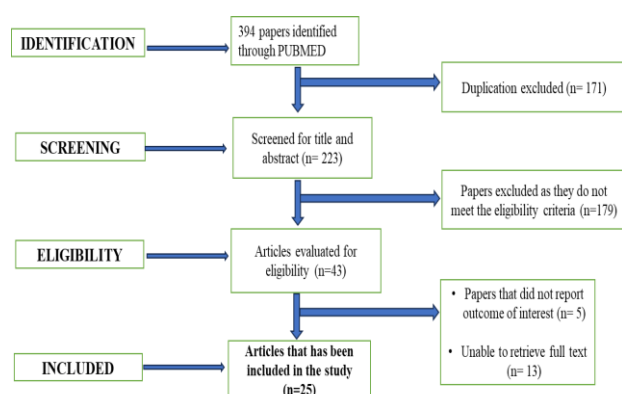 IDENTIFICATION
394 papers identified
through PUBMED
Duplication excluded (n= 171)
SCREENING
Screened for title and
abstract (n= 223)
Papers excluded as they do not
meet the eligibility criteria (n=179)
ELIGIBILITY
Articles evaluated for
eligibility (n=43)
• Papers that did not report
outcome of interest (n= 5)
• Unable to retrieve full text
(n= 13)
INCLUDED
Articles that has been
included in the study
(n=25)